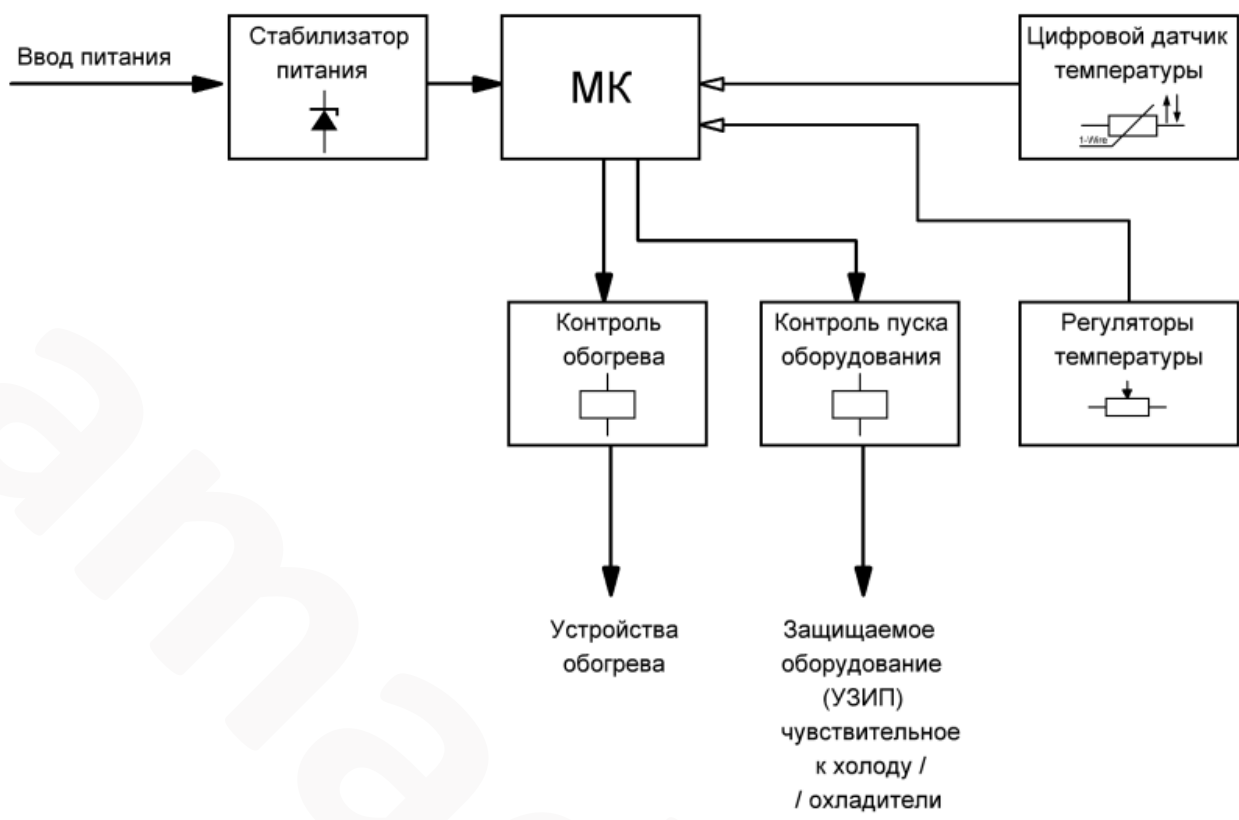 Ввод питания
Стабилизатор
питания
МК
Цифровой датчик
температуры
1-Wire
Контроль
обогрева
Контроль пуска
оборудования
Регуляторы
температуры
Устройства
обогрева
Защищаемое
оборудование
(УЗИП)
чувствительное
к холоду /
/ охладители